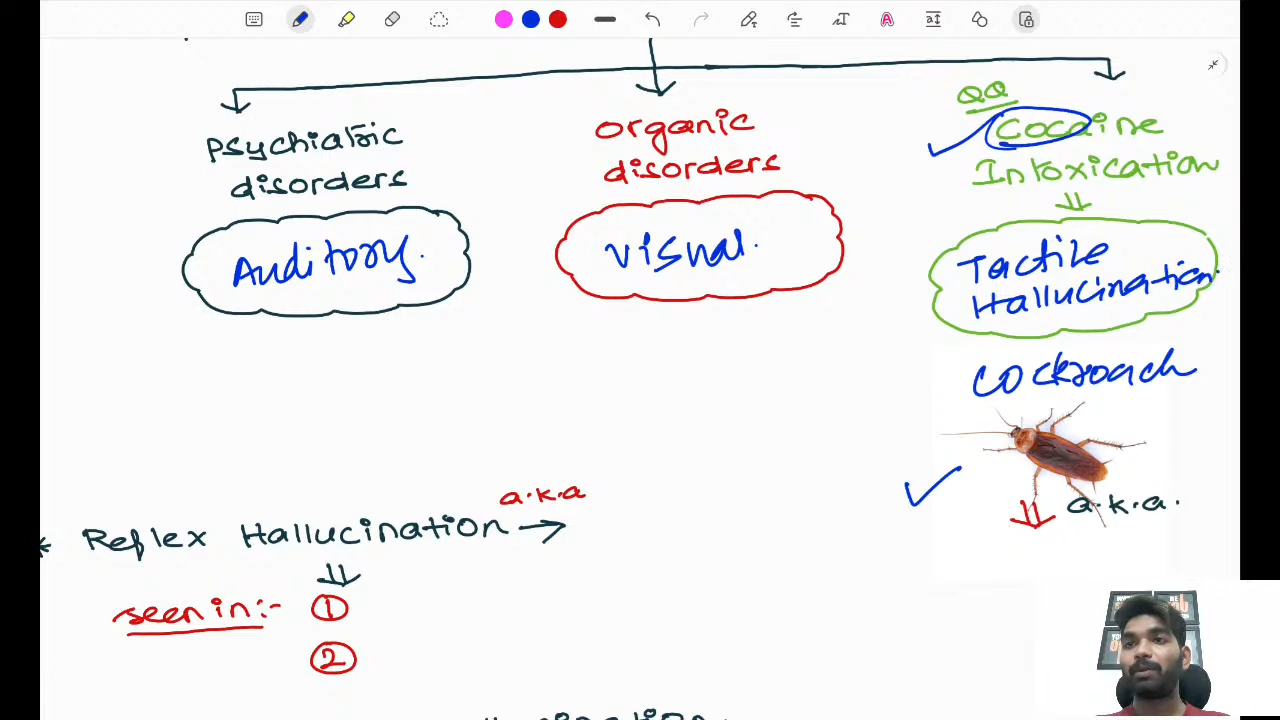 Psychiatric
disorders
Auditory.
Organic
disorders
Visual.
QQ
Cocaine
Intoxication
Tactile
Hallucination.
Cockroach
a.k.a.
a.k.a
* Reflex Hallucination →
seen in:- ①
②